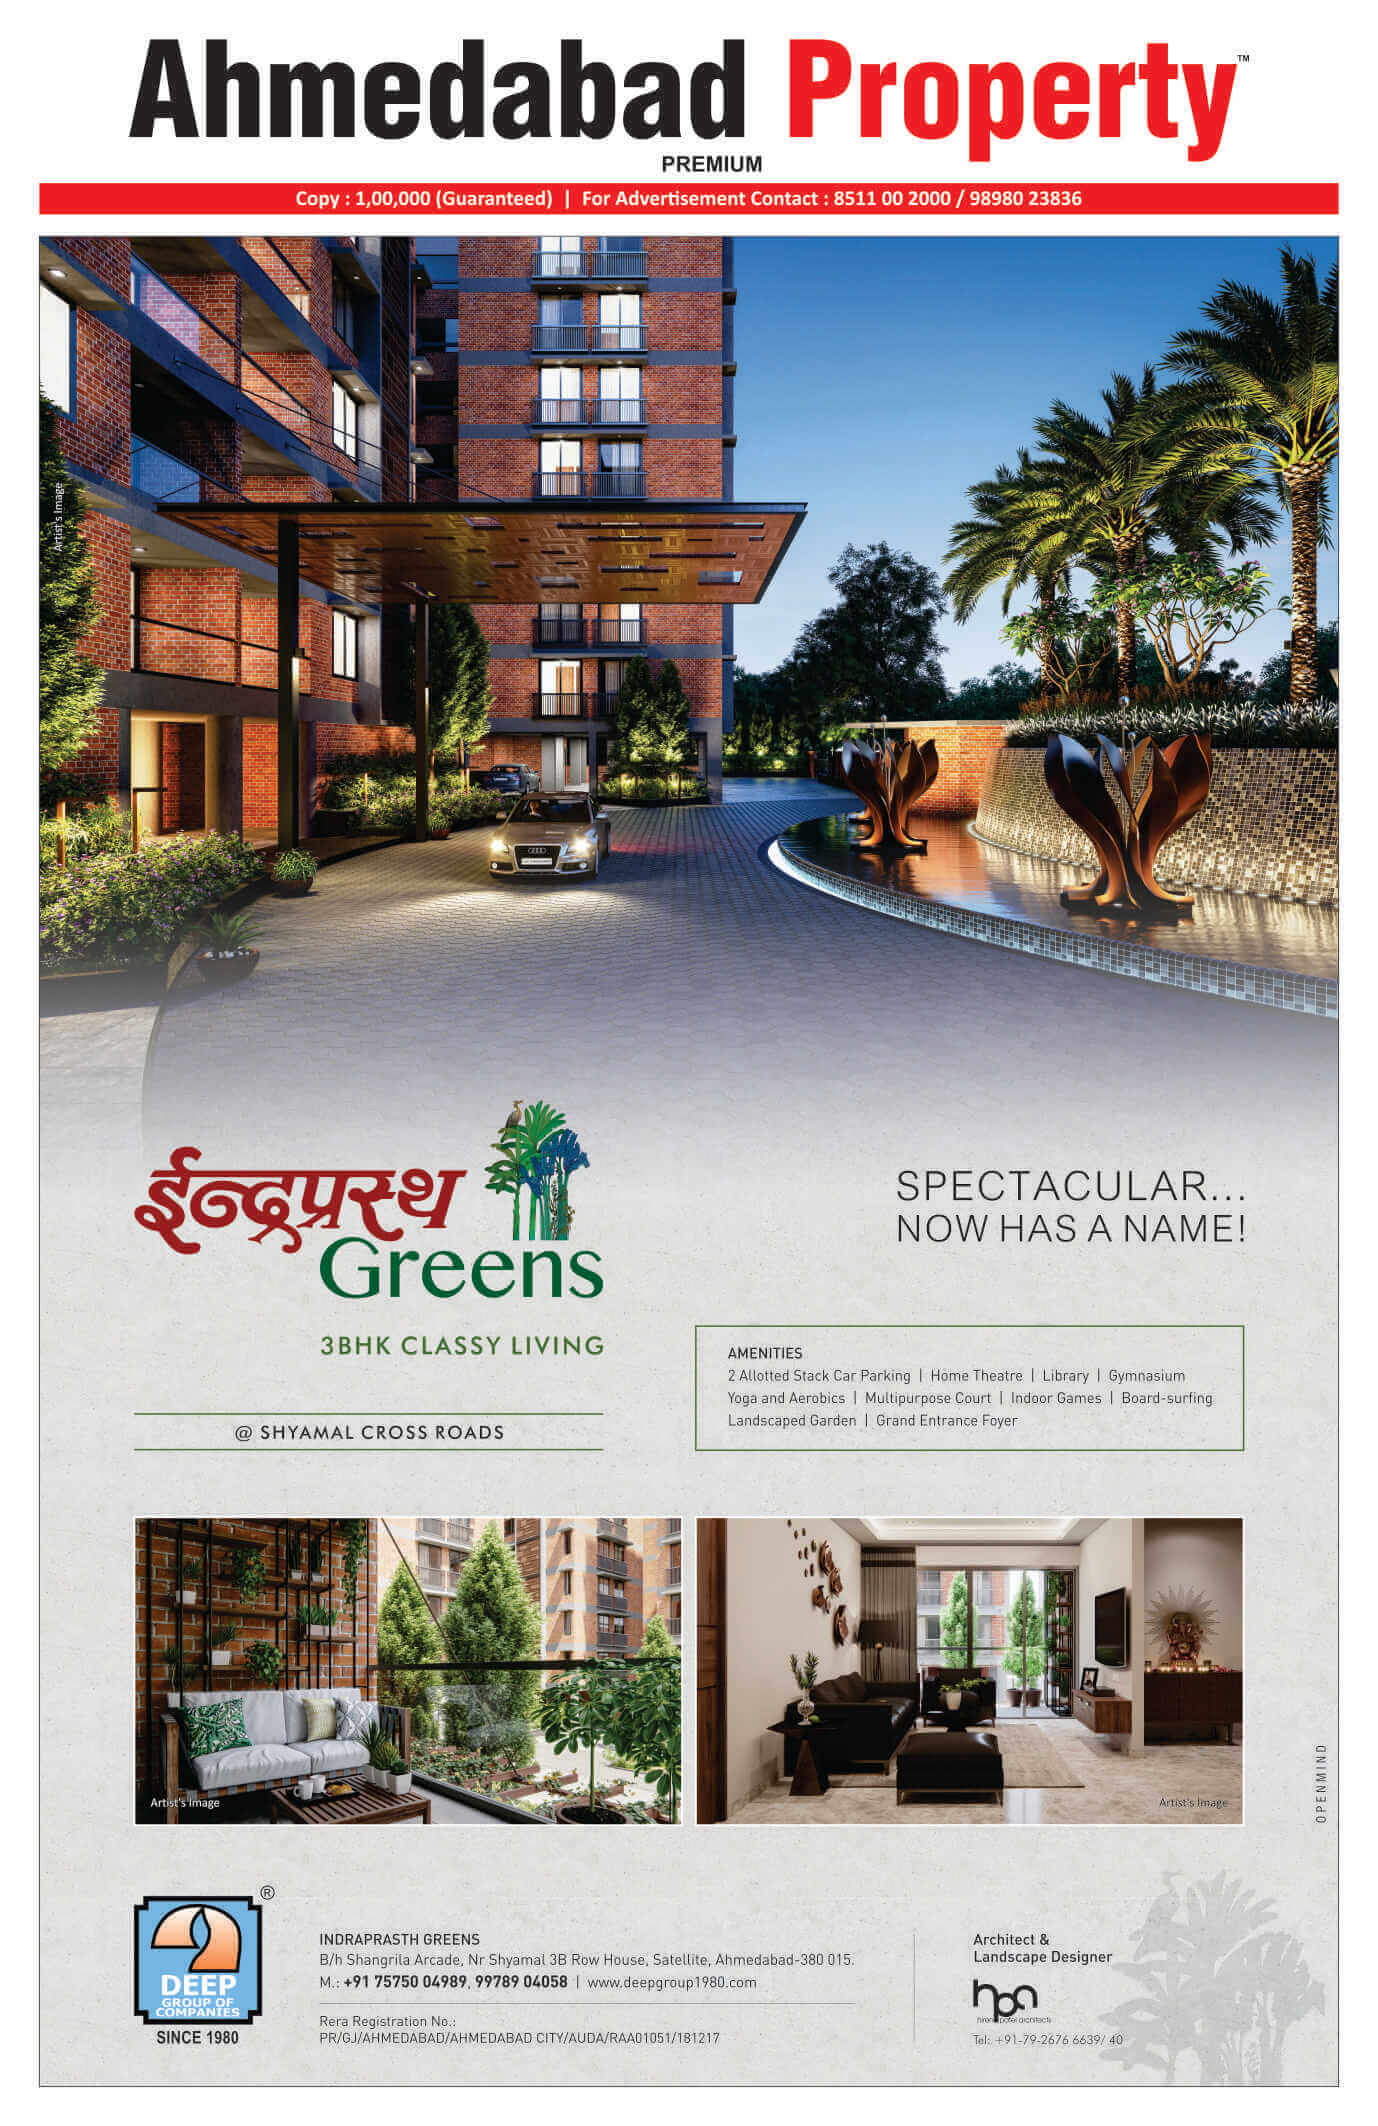 Ahmedabad Property™
PREMIUM
Copy : 1,00,000 (Guaranteed) | For Advertisement Contact : 8511 00 2000 / 98980 23836
Artist's Image
ईन्द्रप्रस्थ
Greens
3BHK CLASSY LIVING
@ SHYAMAL CROSS ROADS
SPECTACULAR...
NOW HAS A NAME!
AMENITIES
2 Allotted Stack Car Parking | Home Theatre | Library | Gymnasium
Yoga and Aerobics | Multipurpose Court | Indoor Games | Board-surfing
Landscaped Garden | Grand Entrance Foyer
Artist's Image
Artist's Image
OPENMIND
®
DEEP
GROUP OF
COMPANIES
SINCE 1980
INDRAPRASTH GREENS
B/h Shangrila Arcade, Nr Shyamal 3B Row House, Satellite, Ahmedabad-380 015.
M.: +91 75750 04989, 99789 04058 | www.deepgroup1980.com
Rera Registration No.:
PR/GJ/AHMEDABAD/AHMEDABAD CITY/AUDA/RAA01051/181217
Architect &
Landscape Designer
hpa
hiren patel architects
Tel: +91-79-2676 6639/ 40